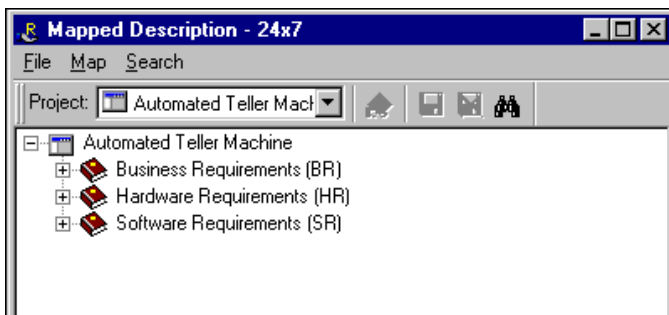 Mapped Description - 24x7
File Map Search
Project: Automated Teller Mach
Automated Teller Machine
Business Requirements (BR)
Hardware Requirements (HR)
Software Requirements (SR)